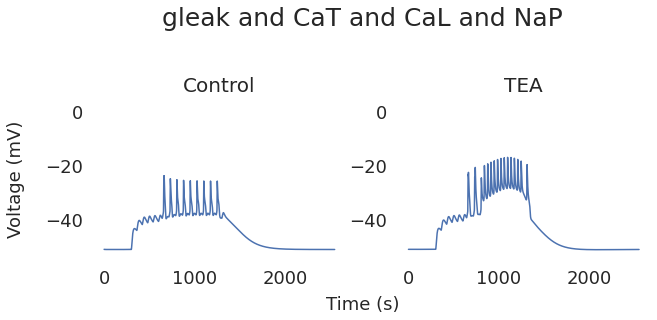 gleak and CaT and CaL and NaP
Control
TEA
Voltage (mV)
0
−20
−40
0
−20
−40
0 1000 2000
0 1000 2000
Time (s)